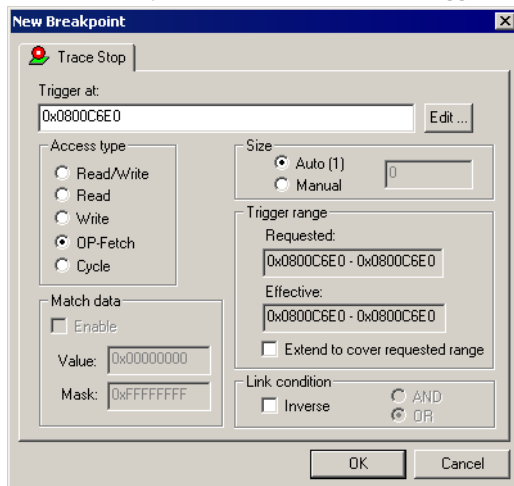 New Breakpoint
Trace Stop
Trigger at:
0x0800C6E0
Edit ...
Access type
Read/Write
Read
Write
OP-Fetch
Cycle
Size
Auto (1)
Manual
0
Trigger range
Requested:
0x0800C6E0 - 0x0800C6E0
Effective:
0x0800C6E0 - 0x0800C6E0
Extend to cover requested range
Match data
Enable
Value: 0x00000000
Mask: 0xFFFFFFFF
Link condition
Inverse
AND
OR
OK Cancel